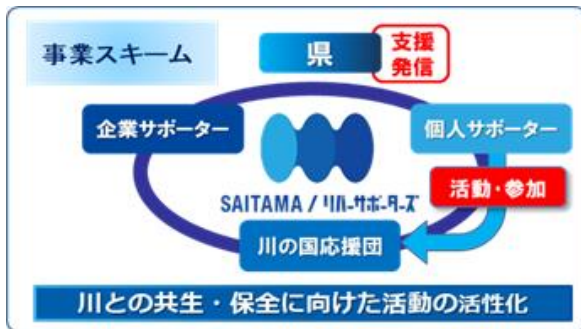 事業スキーム
県
支援
発信
企業サポーター
個人サポーター
SAITAMA / リバーサポーターズ
活動・参加
川の国応援団
川との共生・保全に向けた活動の活性化